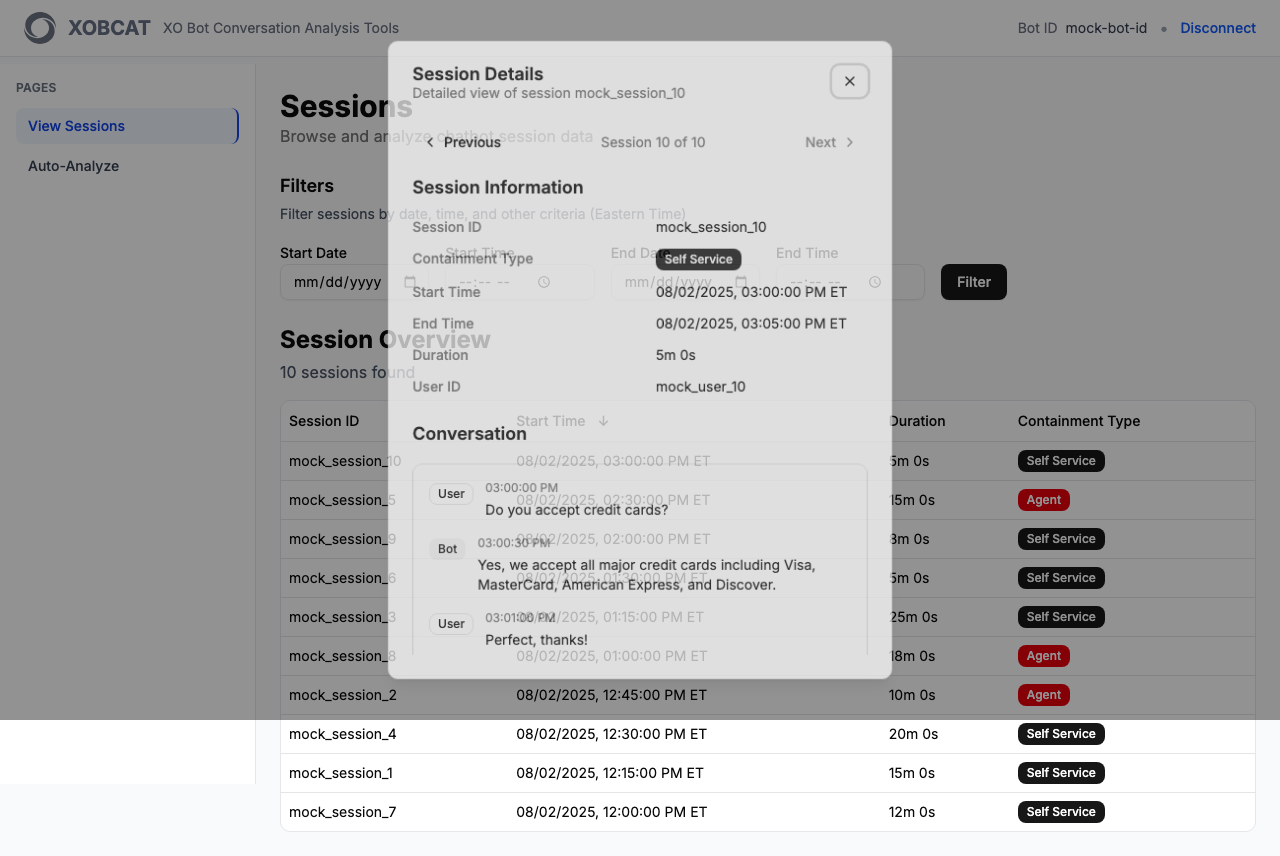 XOBCAT XO Bot Conversation Analysis Tools
Bot ID mock-bot-id • Disconnect
PAGES
View Sessions
Auto-Analyze
Sessions
Browse and analyze chatbot session data
Filters
Filter sessions by date, time, and other criteria (Eastern Time)
Start Date Start Time End Date End Time
mm/dd/yyyy --:-- -- mm/dd/yyyy --:-- -- Filter
Session Overview
10 sessions found
Session ID Start Time Duration Containment Type
mock_session_10 08/02/2025, 03:00:00 PM ET 5m 0s Self Service
mock_session_5 08/02/2025, 02:30:00 PM ET 15m 0s Agent
mock_session_9 08/02/2025, 02:00:00 PM ET 8m 0s Self Service
mock_session_6 08/02/2025, 01:30:00 PM ET 5m 0s Self Service
mock_session_3 08/02/2025, 01:15:00 PM ET 25m 0s Self Service
mock_session_8 08/02/2025, 01:00:00 PM ET 18m 0s Agent
mock_session_2 08/02/2025, 12:45:00 PM ET 10m 0s Agent
mock_session_4 08/02/2025, 12:30:00 PM ET 20m 0s Self Service
mock_session_1 08/02/2025, 12:15:00 PM ET 15m 0s Self Service
mock_session_7 08/02/2025, 12:00:00 PM ET 12m 0s Self Service
Session Details
Detailed view of session mock_session_10
Previous Session 10 of 10 Next
Session Information
Session ID mock_session_10
Containment Type Self Service
Start Time 08/02/2025, 03:00:00 PM ET
End Time 08/02/2025, 03:05:00 PM ET
Duration 5m 0s
User ID mock_user_10
Conversation
User 03:00:00 PM
Do you accept credit cards?
Bot 03:00:30 PM
Yes, we accept all major credit cards including Visa,
MasterCard, American Express, and Discover.
User 03:01:00 PM
Perfect, thanks!